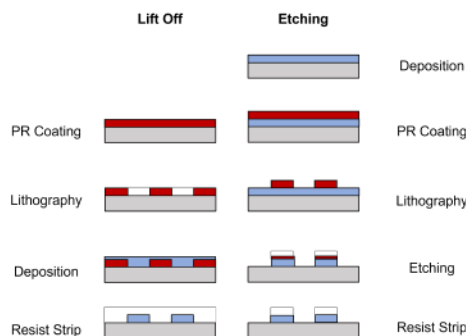 Lift Off Etching
Deposition
PR Coating PR Coating
Lithography Lithography
Deposition Etching
Resist Strip Resist Strip